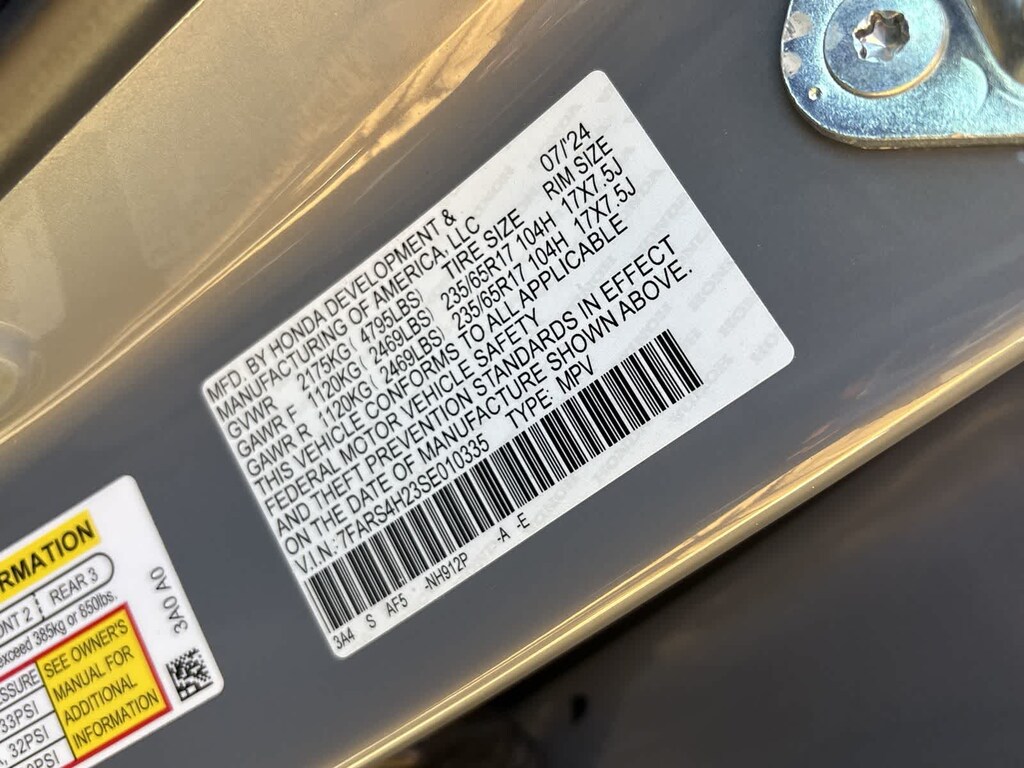 MFD. BY HONDA DEVELOPMENT & 07/'24
MANUFACTURING OF AMERICA, LLC
TIRE SIZE RIM SIZE
GVWR 2175KG( 4795LBS)
GAWR F 1120KG( 2469LBS) 235/65R17 104H 17X7.5J
GAWR R 1120KG( 2469LBS) 235/65R17 104H 17X7.5J
THIS VEHICLE CONFORMS TO ALL APPLICABLE
FEDERAL MOTOR VEHICLE SAFETY
AND THEFT PREVENTION STANDARDS IN EFFECT
ON THE DATE OF MANUFACTURE SHOWN ABOVE.
V.I.N.: 7FARS4H23SE010335 TYPE: MPV
3A4 S AF5 -NH912P -A -E
RMATION
ONT 2 REAR 3
exceed 385kg or 850lbs.
SSURE SEE OWNER'S
33PSI MANUAL FOR
32PSI ADDITIONAL
PSI INFORMATION
3A0 A0